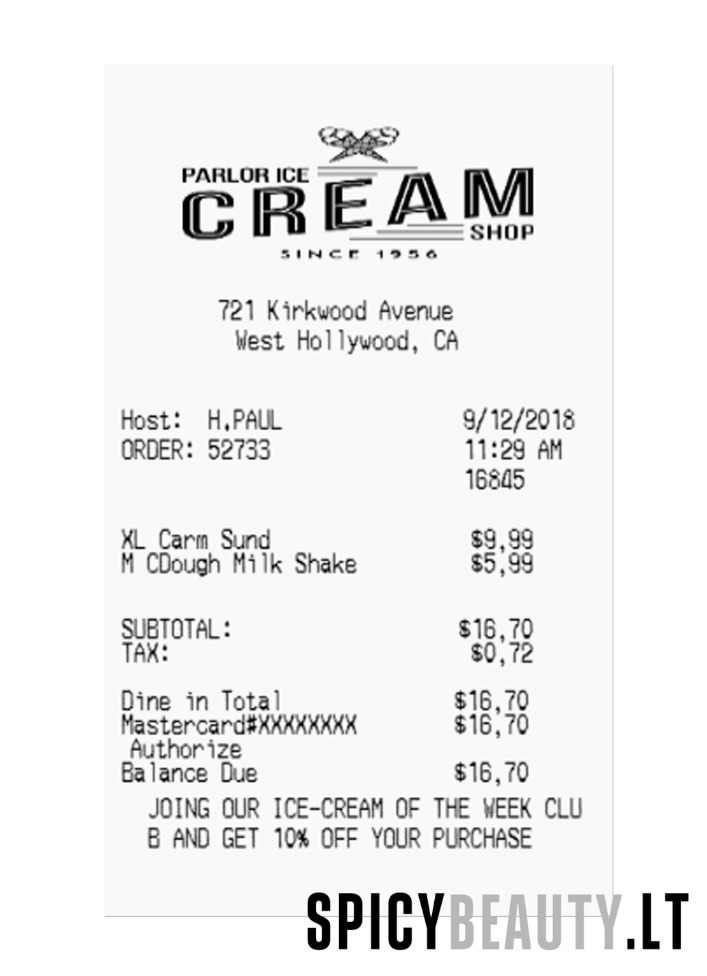 PARLOR ICE
CREAM
SHOP
SINCE 1956
721 Kirkwood Avenue
West Hollywood, CA
Host: H.PAUL 9/12/2018
ORDER: 52733 11:29 AM
16845
XL Carm Sund $9,99
M CDough Milk Shake $5,99
SUBTOTAL: $16,70
TAX: $0,72
Dine in Total $16,70
Mastercard#XXXXXXXX $16,70
Authorize
Balance Due $16,70
JOING OUR ICE-CREAM OF THE WEEK CLU
B AND GET 10% OFF YOUR PURCHASE
SPICYBEAUTY.LT